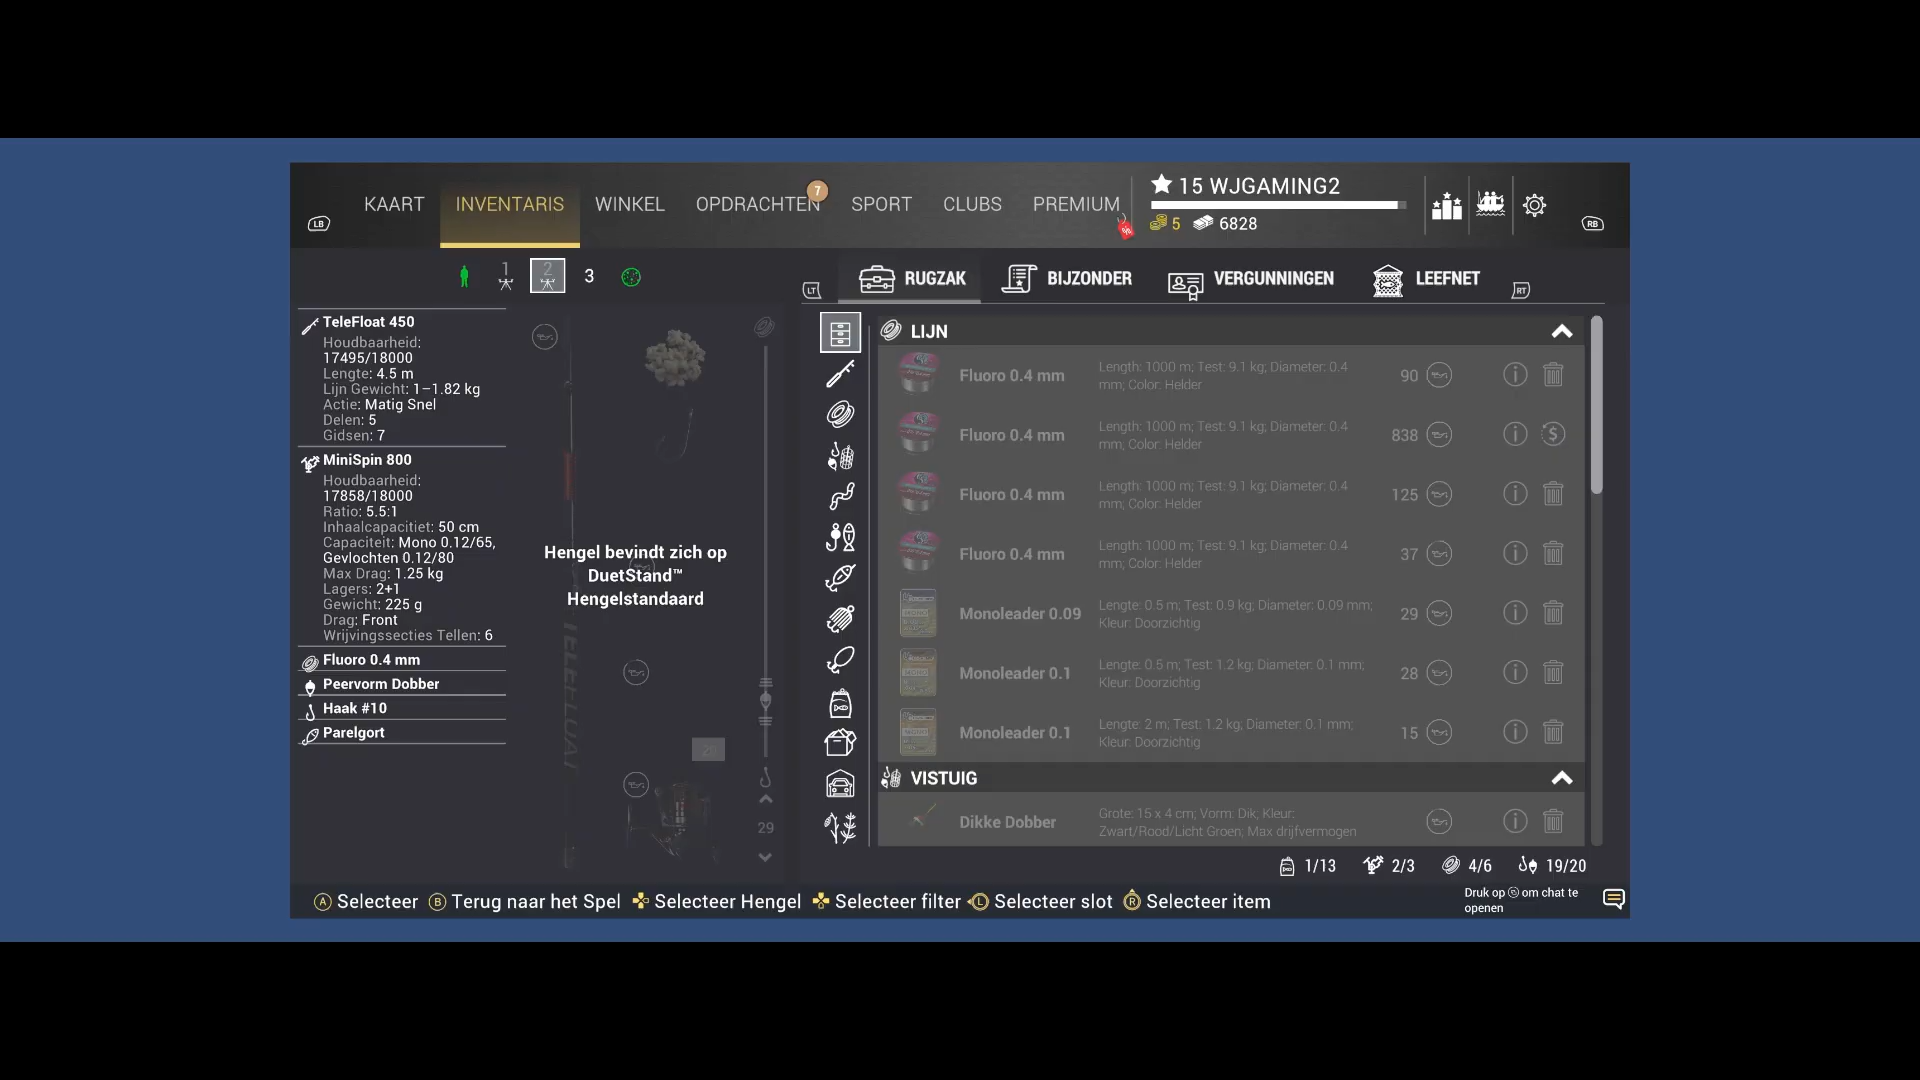 KAART INVENTARIS WINKEL OPDRACHTEN 7 SPORT CLUBS PREMIUM
15 WJGAMING2
5 6828
LB
RB
1 2 3
LT RUGZAK BIJZONDER VERGUNNINGEN LEEFNET RT
TeleFloat 450
Houdbaarheid:
17495/18000
Lengte: 4.5 m
Lijn Gewicht: 1–1.82 kg
Actie: Matig Snel
Delen: 5
Gidsen: 7
MiniSpin 800
Houdbaarheid:
17858/18000
Ratio: 5.5:1
Inhaalcapacitiet: 50 cm
Capaciteit: Mono 0.12/65,
Gevlochten 0.12/80
Max Drag: 1.25 kg
Lagers: 2+1
Gewicht: 225 g
Drag: Front
Wrijvingssecties Tellen: 6
Fluoro 0.4 mm
Peervorm Dobber
Haak #10
Parelgort
Hengel bevindt zich op
DuetStand™
Hengelstandaard
TELEFLOAT
20
29
LIJN
Fluoro 0.4 mm Length: 1000 m; Test: 9.1 kg; Diameter: 0.4 90
mm; Color: Helder
Fluoro 0.4 mm Length: 1000 m; Test: 9.1 kg; Diameter: 0.4 838
mm; Color: Helder
Fluoro 0.4 mm Length: 1000 m; Test: 9.1 kg; Diameter: 0.4 125
mm; Color: Helder
Fluoro 0.4 mm Length: 1000 m; Test: 9.1 kg; Diameter: 0.4 37
mm; Color: Helder
Monoleader 0.09 Lengte: 0.5 m; Test: 0.9 kg; Diameter: 0.09 mm; 29
Kleur: Doorzichtig
Monoleader 0.1 Lengte: 0.5 m; Test: 1.2 kg; Diameter: 0.1 mm; 28
Kleur: Doorzichtig
Monoleader 0.1 Lengte: 2 m; Test: 1.2 kg; Diameter: 0.1 mm; 15
Kleur: Doorzichtig
VISTUIG
Dikke Dobber Grote: 15 x 4 cm; Vorm: Dik; Kleur:
Zwart/Rood/Licht Groen; Max drijfvermogen
1/13 2/3 4/6 19/20
A Selecteer B Terug naar het Spel Selecteer Hengel Selecteer filter L Selecteer slot R Selecteer item
Druk op om chat te
openen